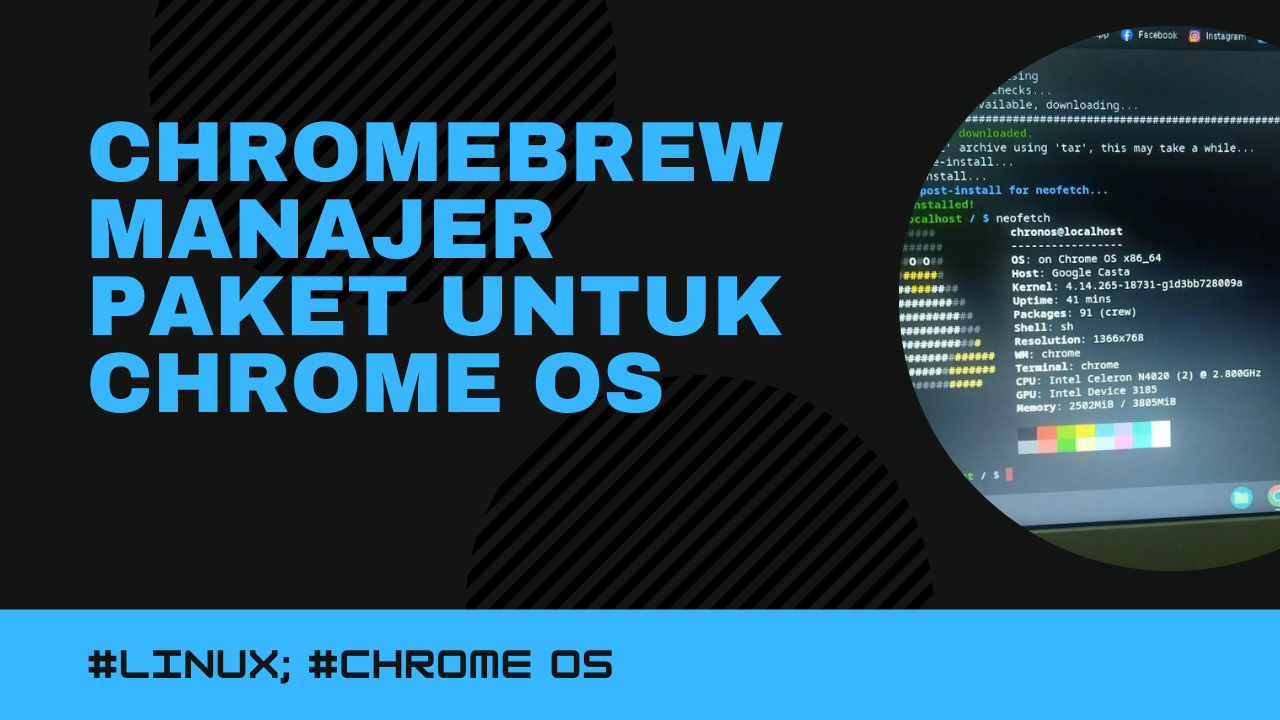 CHROMEBREW
MANAJER
PAKET UNTUK
CHROME OS
Facebook Instagram
checks...
available, downloading...
################################################
downloaded.
archive using 'tar', this may take a while...
install...
post-install for neofetch...
/ $ neofetch
chronos@localhost
-----------------
OS: on Chrome OS x86_64
Host: Google Casta
Kernel: 4.14.265-18731-g1d3bb728009a
Uptime: 41 mins
Packages: 91 (crew)
Shell: sh
Resolution: 1366x768
WM: chrome
Terminal: chrome
CPU: Intel Celeron N4020 (2) @ 2.800GHz
GPU: Intel Device 3185
Memory: 2502MiB / 3805MiB
/ $
#LINUX; #CHROME OS